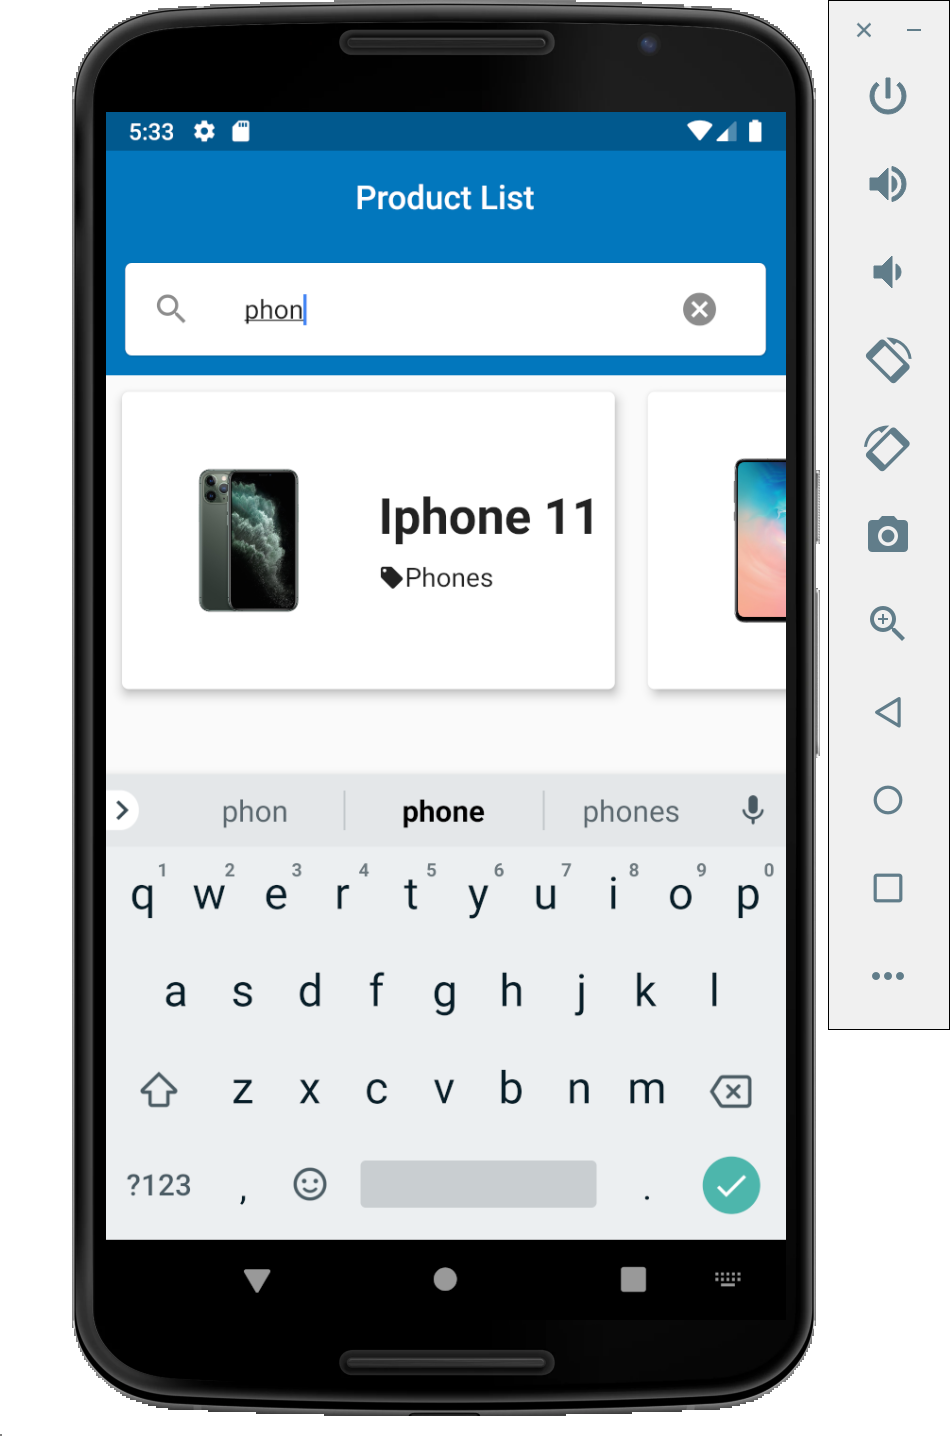 5:33
Product List
phon
Iphone 11
Phones
phon phone phones
1 2 3 4 5 6 7 8 9 0
q w e r t y u i o p
a s d f g h j k l
z x c v b n m
?123 , .